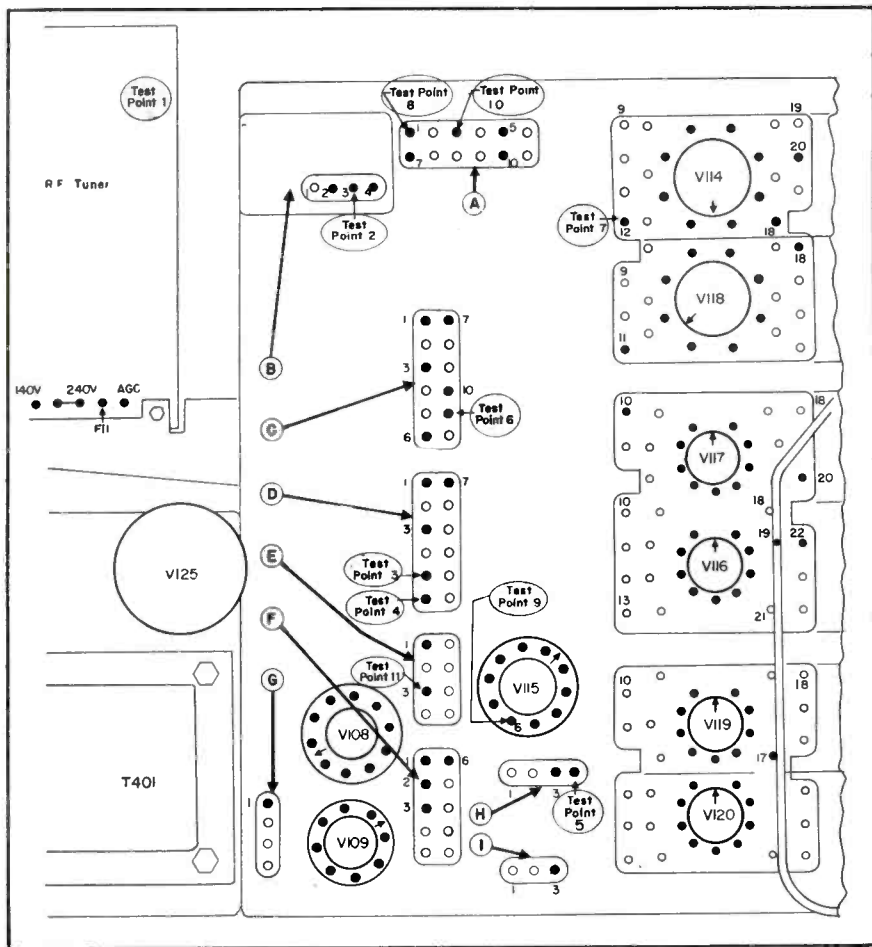 Test
Point 1
RF Tuner
140V
240V
AGC
Fil
Test Point
8
Test Point
10
1
5
7
10
A
1
2
3
4
Test
Point 2
B
C
D
E
F
G
1
7
3
10
6
Test
Point 6
1
7
3
Test
Point 3
Test
Point 4
Test
Point 9
1
3
Test
Point 11
V115
6
V125
T401
V108
V109
1
1
6
2
3
H
1
3
Test
Point
5
I
1
3
9
19
20
V114
Test
Point 7
12
18
9
18
V118
11
10
18
V117
20
10
18
19
22
V116
13
21
10
18
V119
17
V120